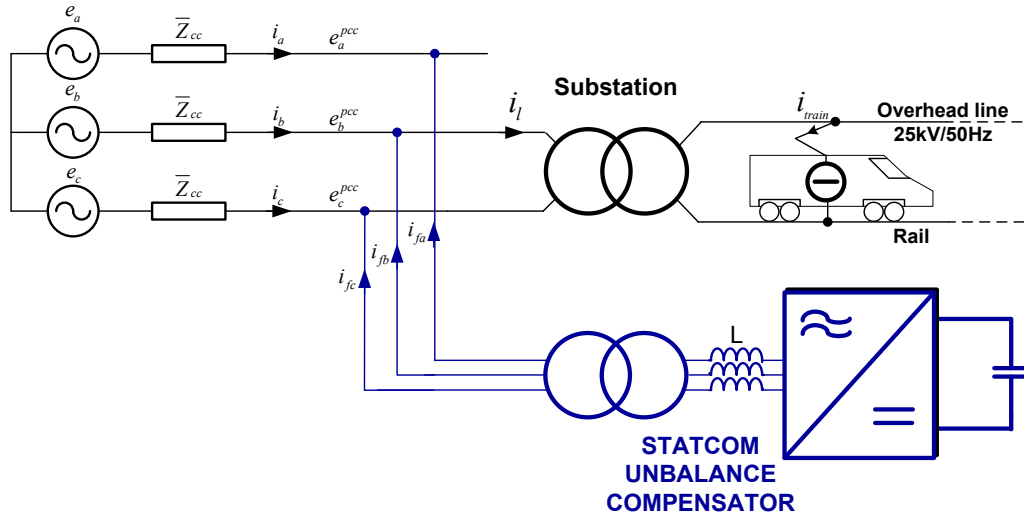 e_a
Z̅_cc
i_a
e_a^pcc
e_b
Z̅_cc
i_b
e_b^pcc
i_l
Substation
i_train
Overhead line
25kV/50Hz
e_c
Z̅_cc
i_c
e_c^pcc
Rail
i_fa
i_fb
i_fc
L
STATCOM
UNBALANCE
COMPENSATOR